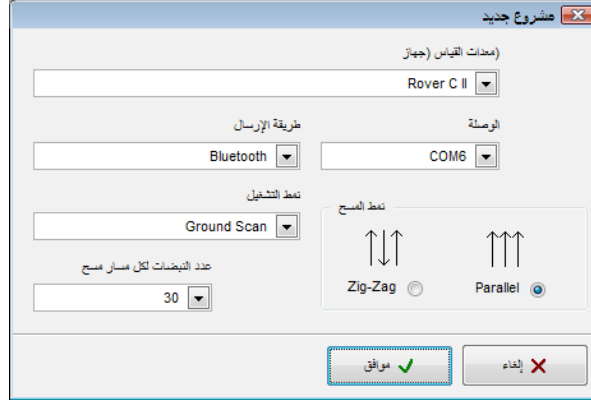 مشروع جديد
(معدات القياس (جهاز
Rover C II
الوصلة
طريقة الإرسال
COM6
Bluetooth
نمط التشغيل
Ground Scan
نمط المسح
Parallel
Zig-Zag
عدد النبضات لكل مسار مسح
30
إلغاء
موافق